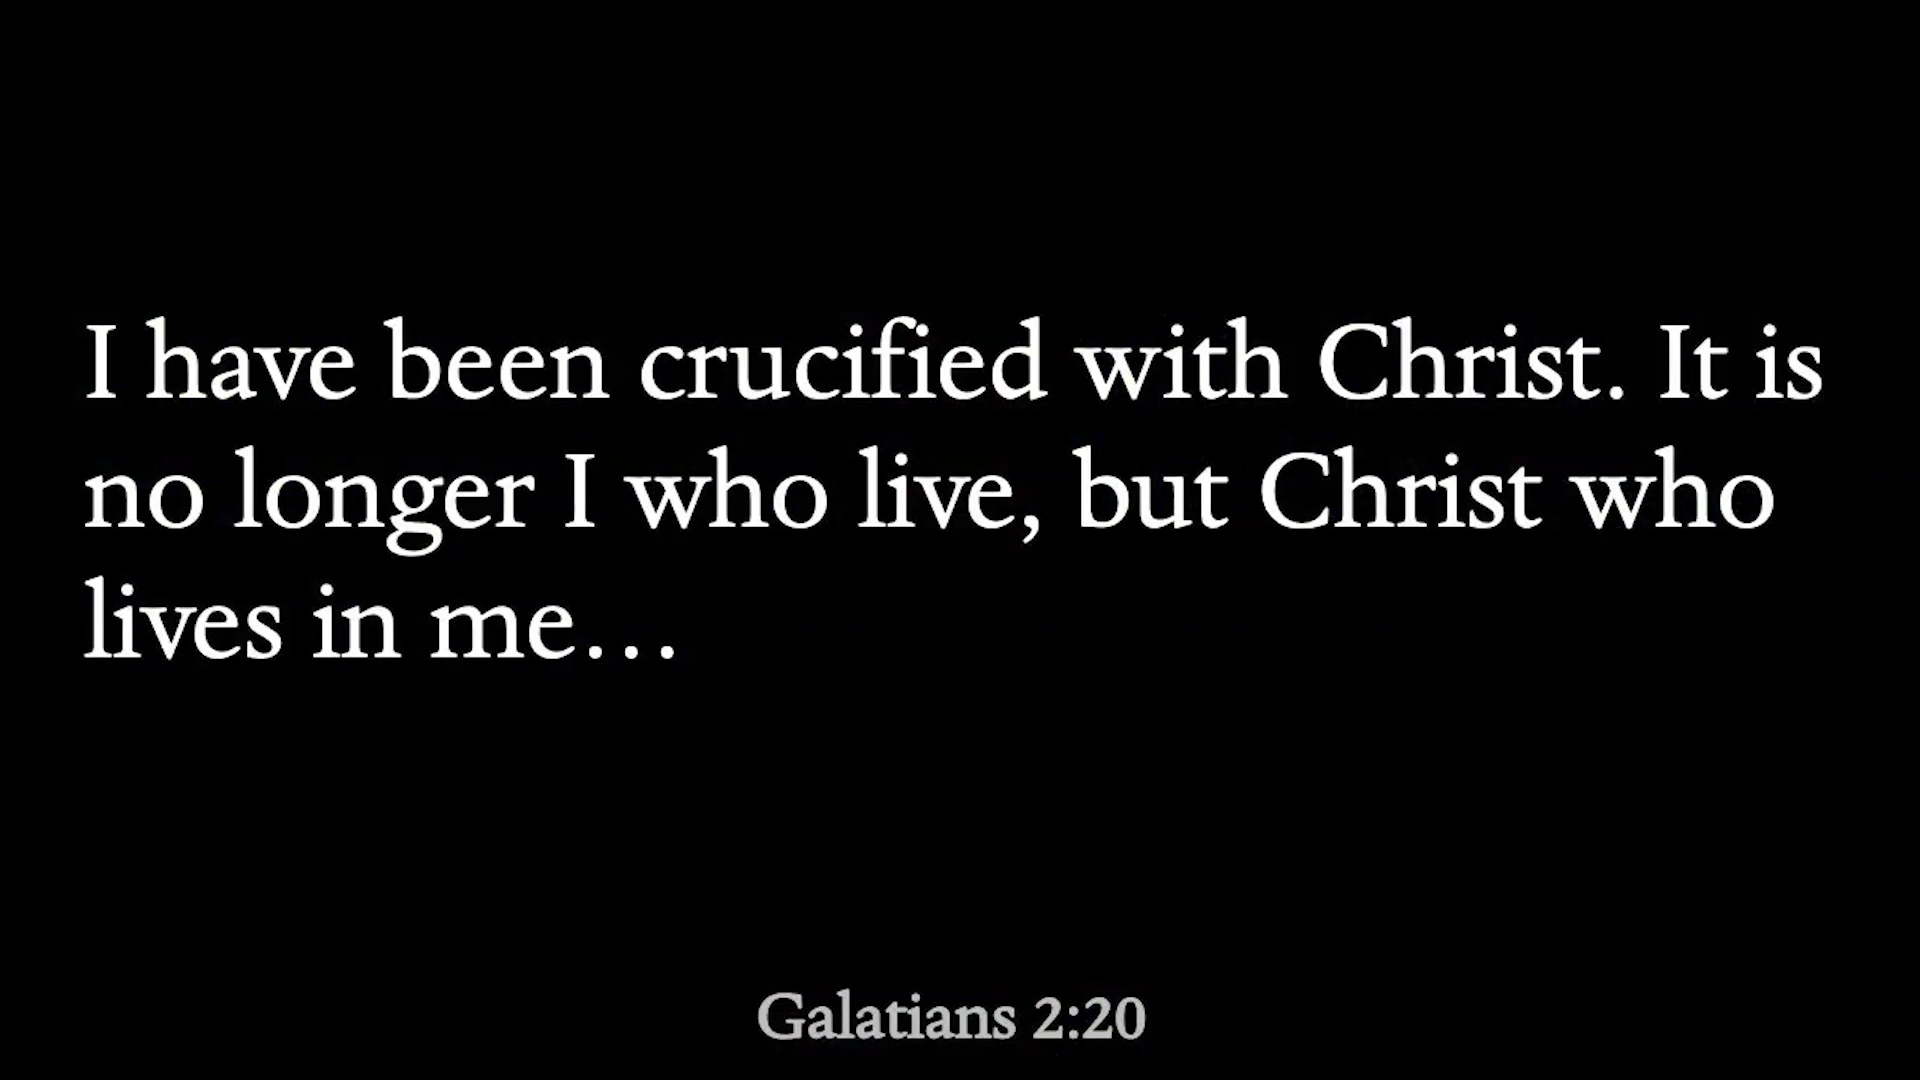 I have been crucified with Christ. It is
no longer I who live, but Christ who
lives in me…
Galatians 2:20